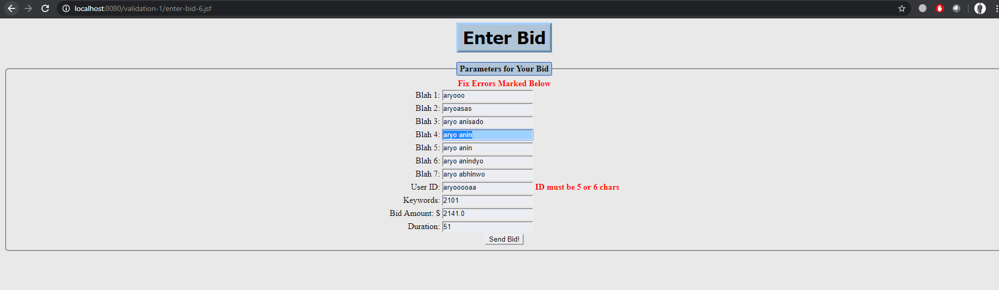 localhost:8080/validation-1/enter-bid-6.jsf
Enter Bid
Parameters for Your Bid
Fix Errors Marked Below
Blah 1: aryooo
Blah 2: aryoasas
Blah 3: aryo anisado
Blah 4: aryo anin
Blah 5: aryo anin
Blah 6: aryo anindyo
Blah 7: aryo abhinwo
User ID: aryooooaa ID must be 5 or 6 chars
Keywords: 2101
Bid Amount: $ 2141.0
Duration: 51
Send Bid!